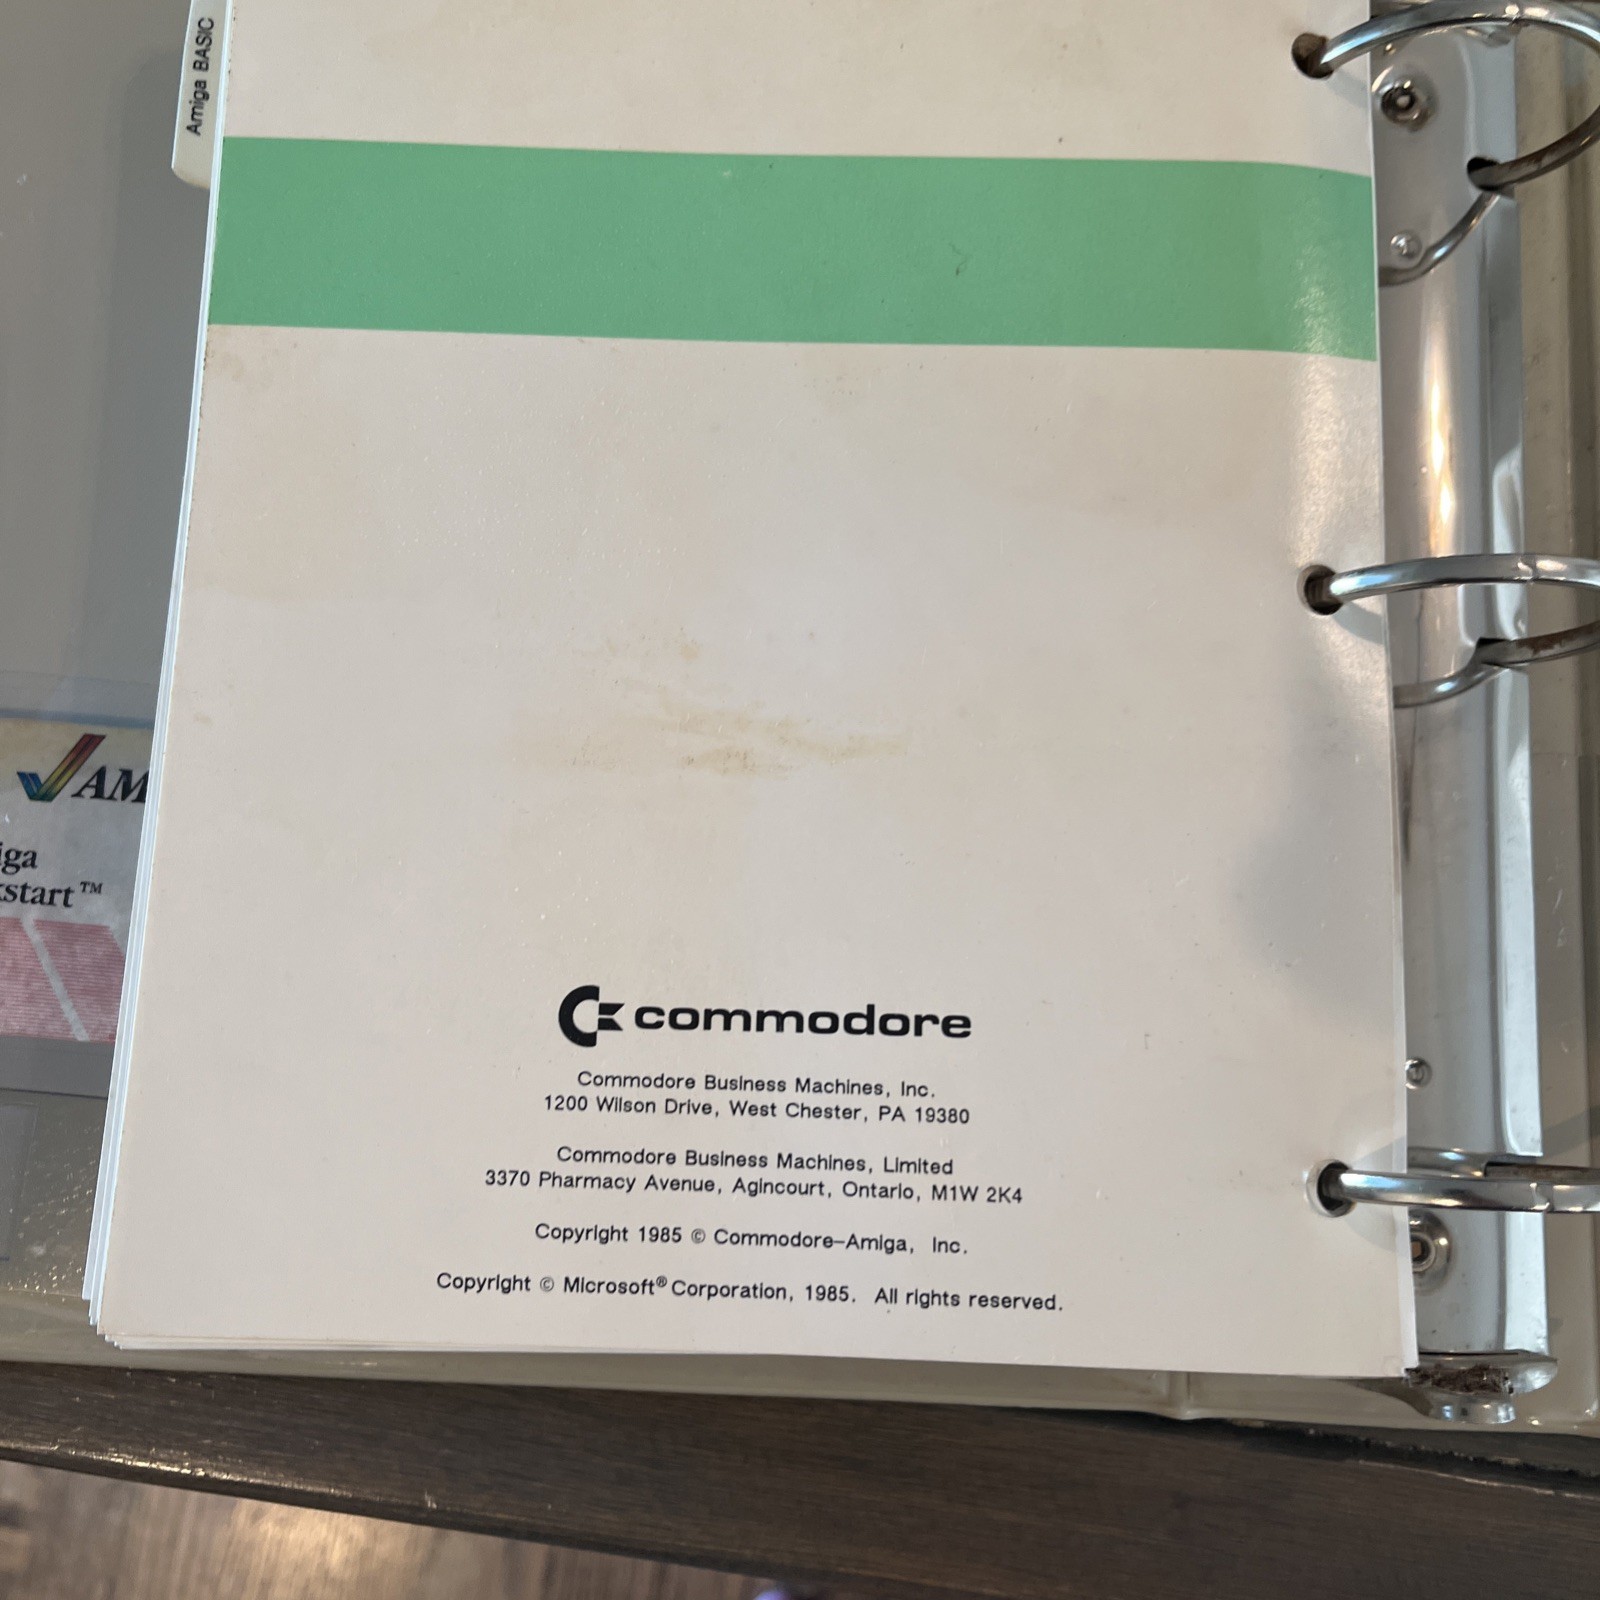 Amiga BASIC
commodore
Commodore Business Machines, Inc.
1200 Wilson Drive, West Chester, PA 19380
Commodore Business Machines, Limited
3370 Pharmacy Avenue, Agincourt, Ontario, M1W 2K4
Copyright 1985 © Commodore–Amiga, Inc.
Copyright © Microsoft® Corporation, 1985. All rights reserved.